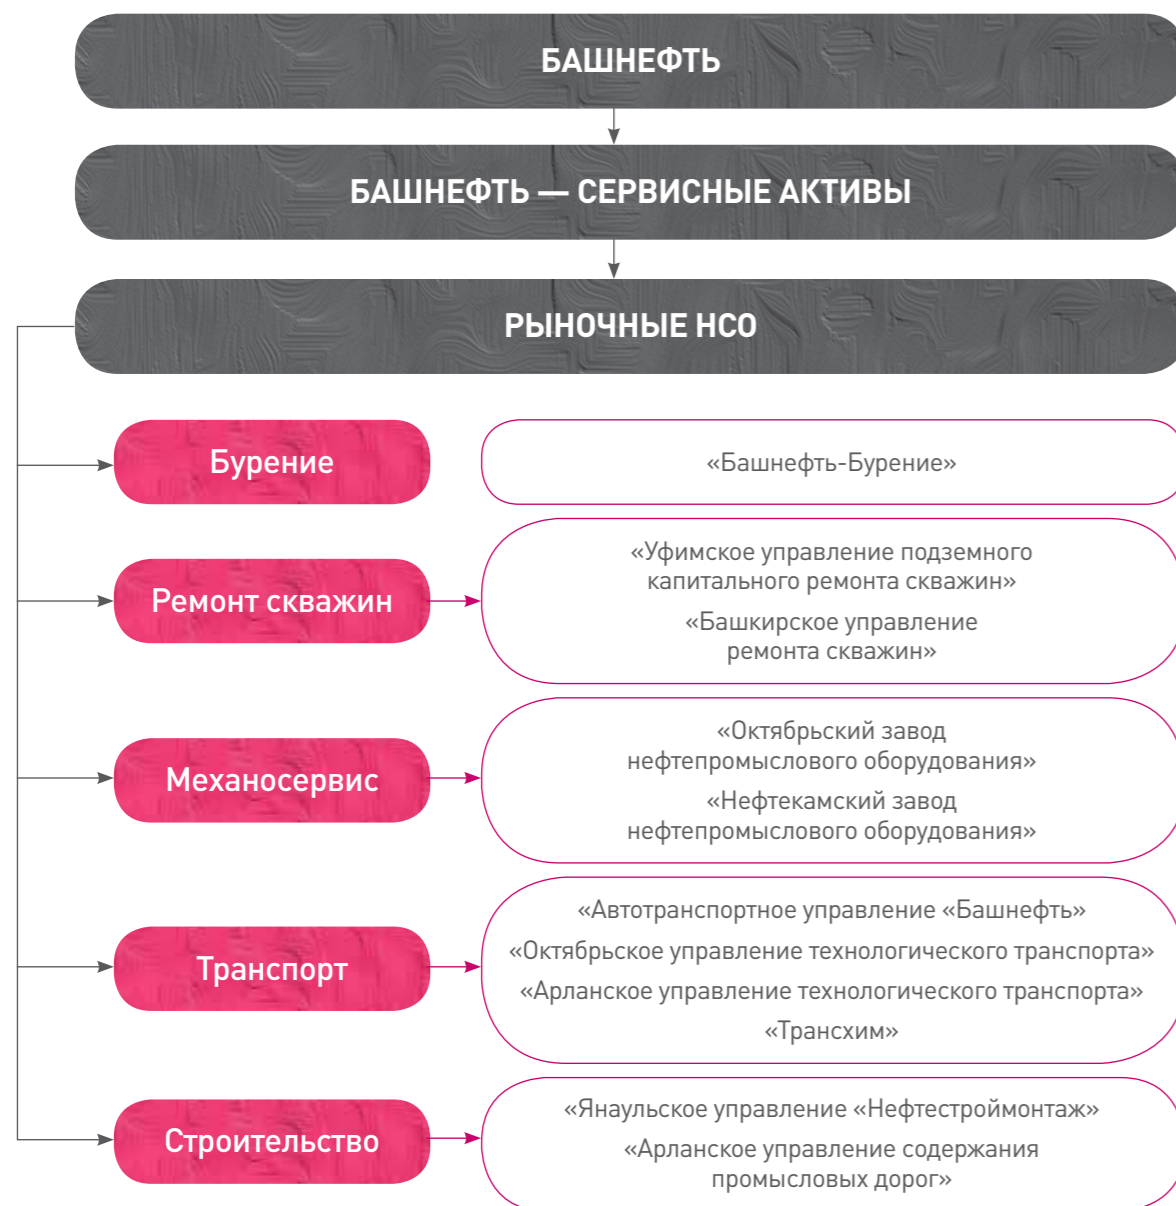 БАШНЕФТЬ
БАШНЕФТЬ — СЕРВИСНЫЕ АКТИВЫ
РЫНОЧНЫЕ НСО
Бурение
«Башнефть-Бурение»
Ремонт скважин
«Уфимское управление подземного
капитального ремонта скважин»
«Башкирское управление
ремонта скважин»
Механосервис
«Октябрьский завод
нефтепромыслового оборудования»
«Нефтекамский завод
нефтепромыслового оборудования»
Транспорт
«Автотранспортное управление «Башнефть»
«Октябрьское управление технологического транспорта»
«Арланское управление технологического транспорта»
«Трансхим»
Строительство
«Янаульское управление «Нефтестроймонтаж»
«Арланское управление содержания
промысловых дорог»